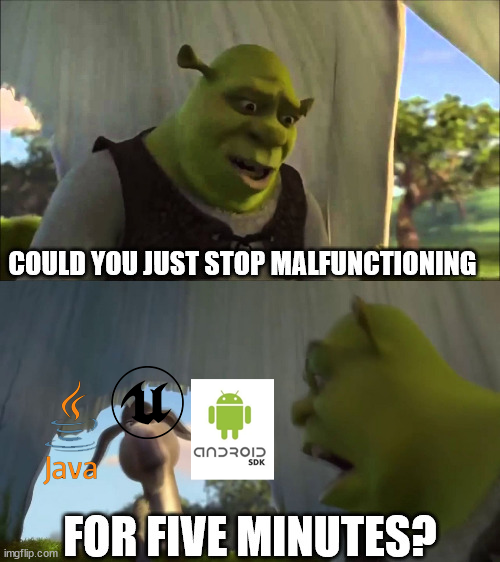 COULD YOU JUST STOP MALFUNCTIONING
Java
ANDROID
SDK
FOR FIVE MINUTES?
imgflip.com